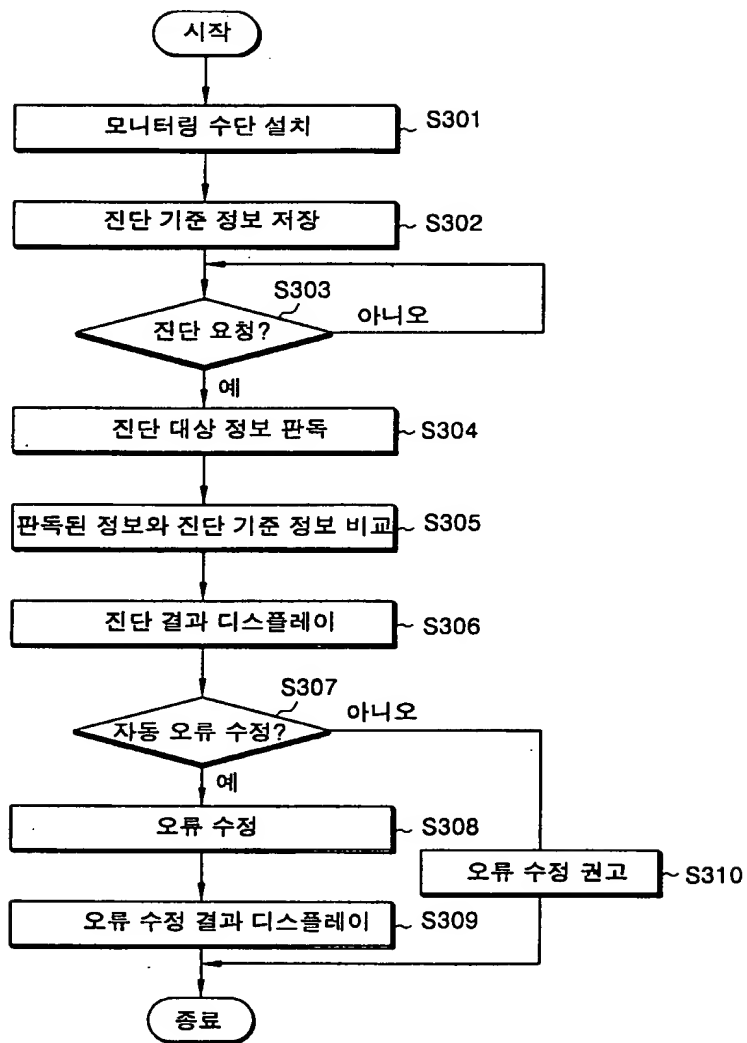 시작
모니터링 수단 설치
S301
진단 기준 정보 저장
S302
S303
진단 요청?
아니오
예
진단 대상 정보 판독
S304
판독된 정보와 진단 기준 정보 비교
S305
진단 결과 디스플레이
S306
S307
자동 오류 수정?
아니오
예
오류 수정
S308
오류 수정 권고
S310
오류 수정 결과 디스플레이
S309
종료